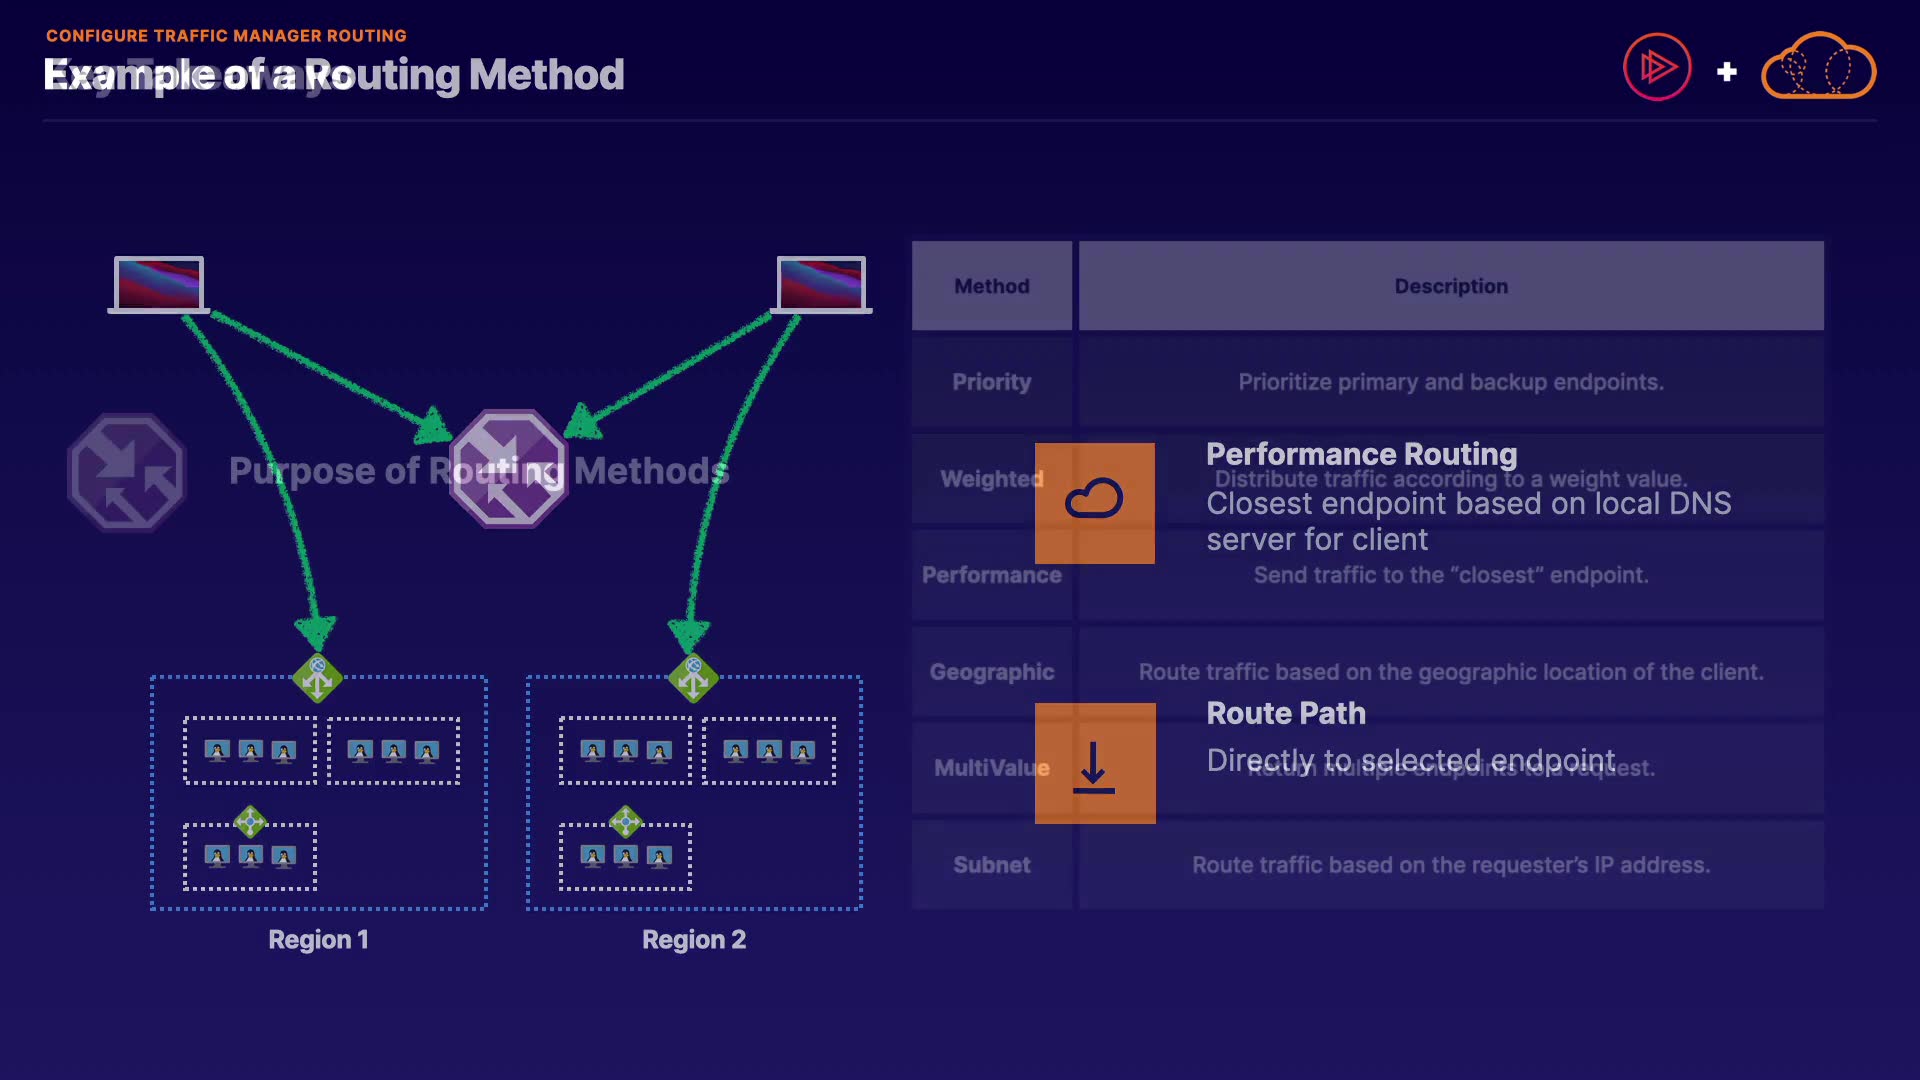 CONFIGURE TRAFFIC MANAGER ROUTING
Example of a Routing Method
Key Takeaways
Purpose of Routing Methods
Region 1
Region 2
Method Description
Priority Prioritize primary and backup endpoints.
Weighted Distribute traffic according to a weight value.
Performance Send traffic to the “closest” endpoint.
Geographic Route traffic based on the geographic location of the client.
MultiValue Return multiple endpoints to a request.
Subnet Route traffic based on the requester’s IP address.
Performance Routing
Closest endpoint based on local DNS
server for client
Route Path
Directly to selected endpoint